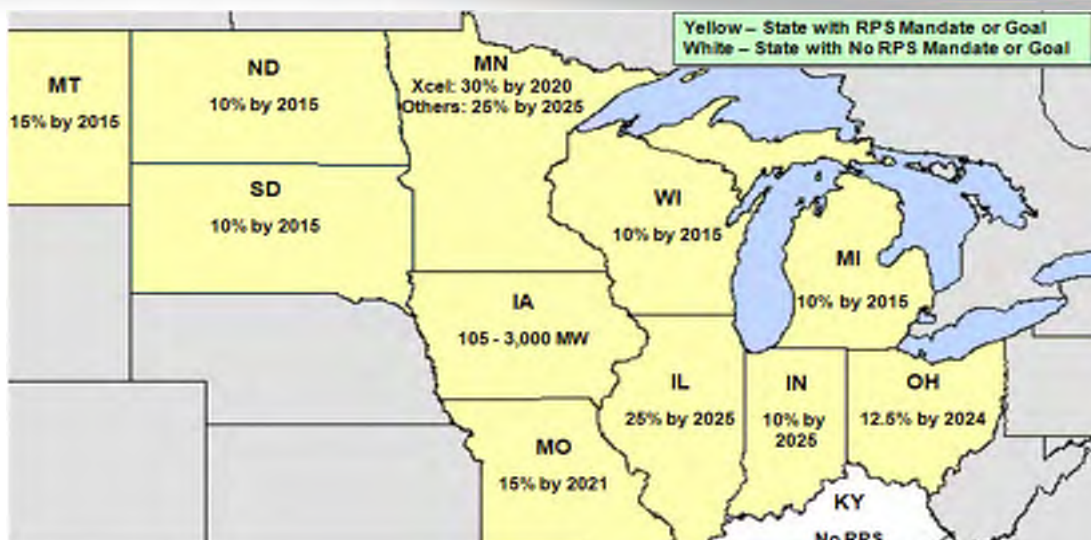 Yellow – State with RPS Mandate or Goal
White – State with No RPS Mandate or Goal
MT
15% by 2015
ND
10% by 2015
MN
Xcel: 30% by 2020
Others: 25% by 2025
SD
10% by 2015
WI
10% by 2015
MI
10% by 2015
IA
105 - 3,000 MW
IL
25% by 2025
IN
10% by
2025
OH
12.5% by 2024
MO
15% by 2021
KY
No RPS